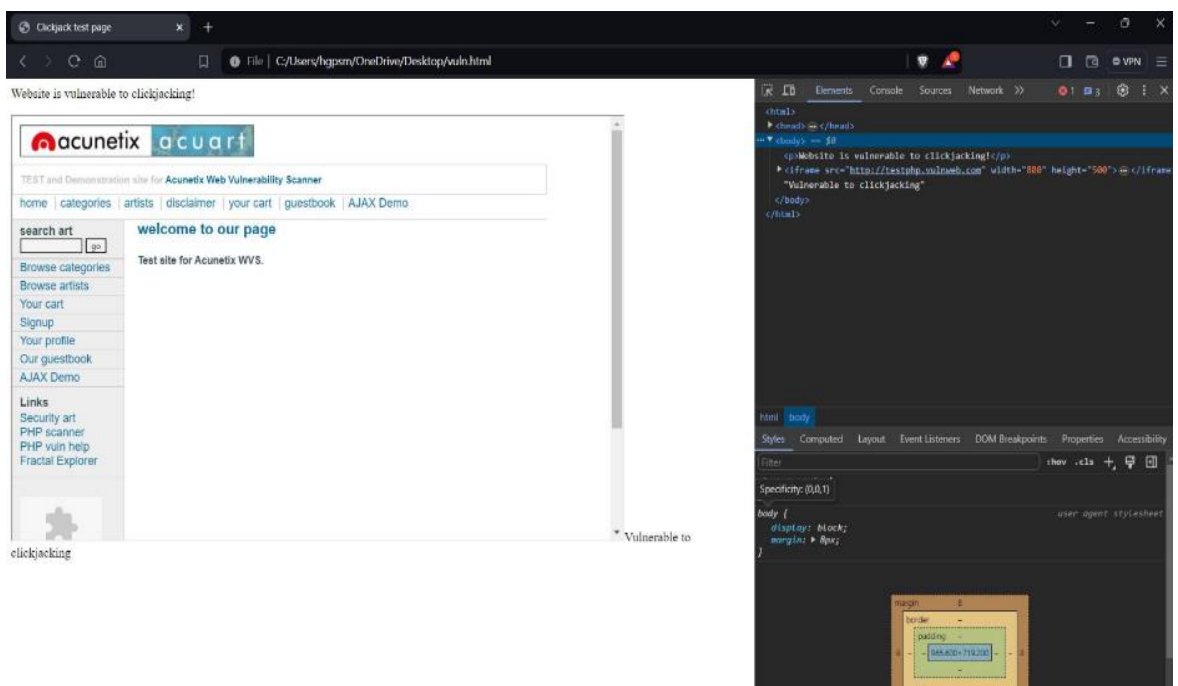 Clickjack test page
File | C:/Users/hgpsm/OneDrive/Desktop/vuln.html
VPN
Website is vulnerable to clickjacking!
acunetix acuart
TEST and Demonstration site for Acunetix Web Vulnerability Scanner
home | categories | artists | disclaimer | your cart | guestbook | AJAX Demo
search art
go
Browse categories
Browse artists
Your cart
Signup
Your profile
Our guestbook
AJAX Demo
Links
Security art
PHP scanner
PHP vuln help
Fractal Explorer
welcome to our page
Test site for Acunetix WVS.
Vulnerable to
clickjacking
Elements Console Sources Network
1 3
<html>
<head> </head>
<body> == $0
<p>Website is vulnerable to clickjacking!</p>
<iframe src="http://testphp.vulnweb.com" width="800" height="500"> </iframe
"Vulnerable to clickjacking"
</body>
</html>
html body
Styles Computed Layout Event Listeners DOM Breakpoints Properties Accessibility
Filter
:hov .cls
Specificity: (0,0,1)
body { user agent stylesheet
display: block;
margin: 8px;
}
margin 8
border -
padding -
8 - - - - 8
-